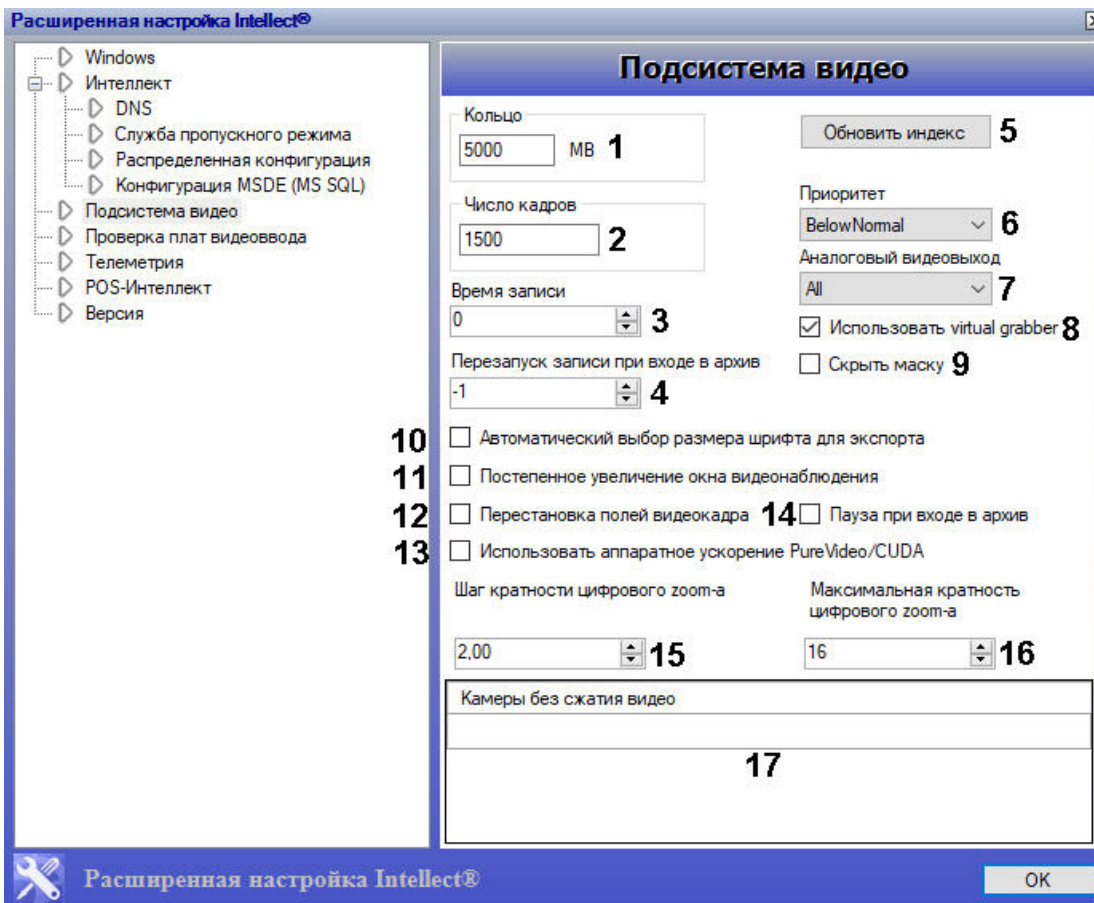 Расширенная настройка Intellect®
Windows
Интеллект
DNS
Служба пропускного режима
Распределенная конфигурация
Конфигурация MSDE (MS SQL)
Подсистема видео
Проверка плат видеоввода
Телеметрия
POS-Интеллект
Версия
Подсистема видео
Кольцо
5000 MB 1
Обновить индекс 5
Число кадров
1500 2
Приоритет
BelowNormal 6
Аналоговый видеовыход
All 7
Время записи
0 3
Использовать virtual grabber 8
Перезапуск записи при входе в архив
-1 4
Скрыть маску 9
10 Автоматический выбор размера шрифта для экспорта
11 Постепенное увеличение окна видеонаблюдения
12 Перестановка полей видеокадра 14 Пауза при входе в архив
13 Использовать аппаратное ускорение PureVideo/CUDA
Шаг кратности цифрового zoom-а
2,00 15
Максимальная кратность
цифрового zoom-а
16 16
Камеры без сжатия видео
17
Расширенная настройка Intellect®
OK